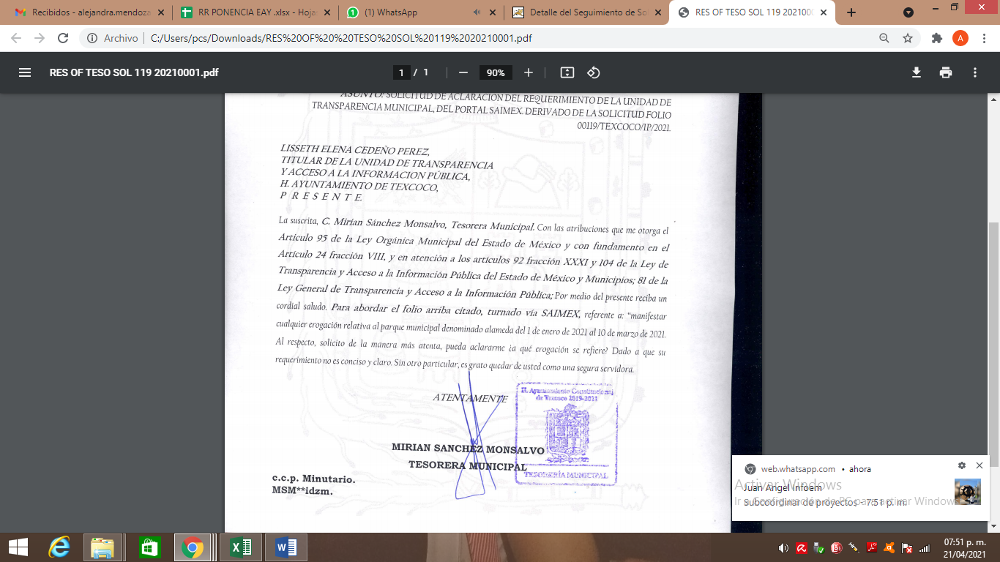 Recibidos - alejandra.mendoza
RR PONENCIA EAY .xlsx - Hoja
(1) WhatsApp
Detalle del Seguimiento de So
RES OF TESO SOL 119 2021000
Archivo
C:/Users/pcs/Downloads/RES%20OF%20%20TESO%20SOL%20119%2020210001.pdf
A
RES OF TESO SOL 119 20210001.pdf
1 / 1
90%
ASUNTO: SOLICITUD DE ACLARACION DEL REQUERIMIENTO DE LA UNIDAD DE
TRANSPARENCIA MUNICIPAL, DEL PORTAL SAIMEX. DERIVADO DE LA SOLICITUD FOLIO
00119/TEXCOCO/IP/2021.
LISSETH ELENA CEDEÑO PEREZ,
TITULAR DE LA UNIDAD DE TRANSPARENCIA
Y ACCESO A LA INFORMACION PÚBLICA,
H. AYUNTAMIENTO DE TEXCOCO,
P R E S E N T E.
La suscrita, C. Mirian Sánchez Monsalvo, Tesorera Municipal. Con las atribuciones que me otorga el
Artículo 95 de la Ley Orgánica Municipal del Estado de México y con fundamento en el
Artículo 24 fracción VIII, y en atención a los artículos 92 fracción XXXI y 104 de la Ley de
Transparencia y Acceso a la Información Pública del Estado de México y Municipios; 81 de la
Ley General de Transparencia y Acceso a la Información Pública; Por medio del presente reciba un
cordial saludo. Para abordar el folio arriba citado, turnado vía SAIMEX, referente a: "manifestar
cualquier erogación relativa al parque municipal denominado alameda del 1 de enero de 2021 al 10 de marzo de 2021.
Al respecto, solicito de la manera más atenta, pueda aclararme ¿a qué erogación se refiere? Dado a que su
requerimiento no es conciso y claro. Sin otro particular, es grato quedar de usted como una segura servidora.
ATENTAMENTE
H. Ayuntamiento Constitucional
de Texcoco 2019-2021
TESORERÍA MUNICIPAL
MIRIAN SANCHEZ MONSALVO
TESORERA MUNICIPAL
c.c.p. Minutario.
MSM**idzm.
web.whatsapp.com • ahora
Juan Angel Infoem
Subcoordinar de proyectos - 7:51 p. m.
Activar Windows
Ir a Configuración de PC para activar Windows
07:51 p. m.
21/04/2021